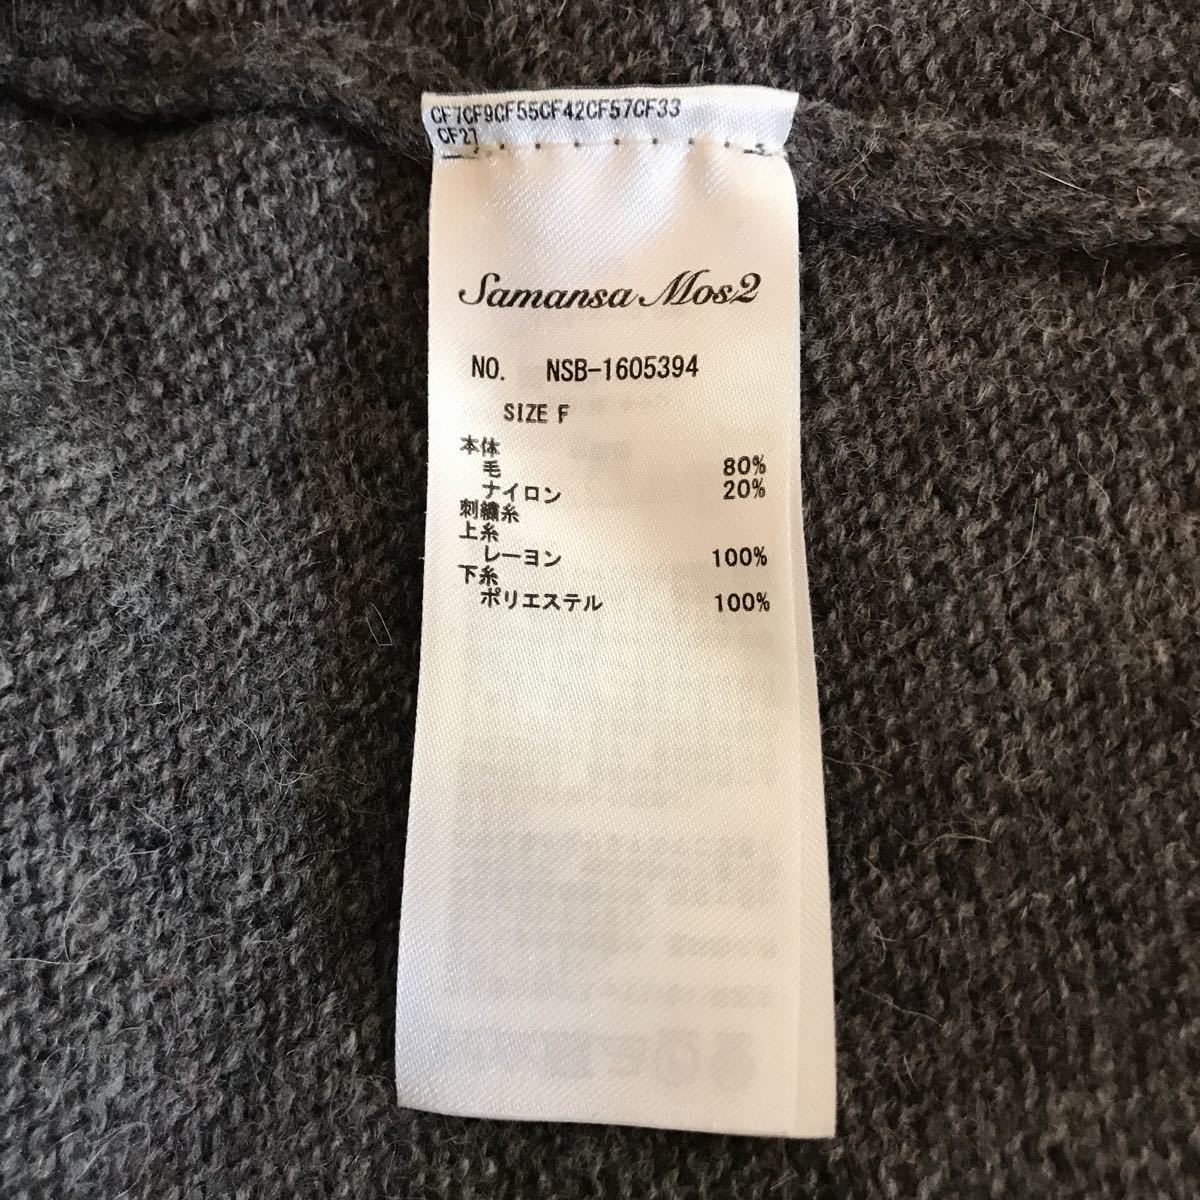 CF7CF9CF55CF42CF57CF33
CF27
Samansa Mos2
NO. NSB-1605394
SIZE F
本体
毛 80%
ナイロン 20%
刺繍糸
上糸
レーヨン 100%
下糸
ポリエステル 100%